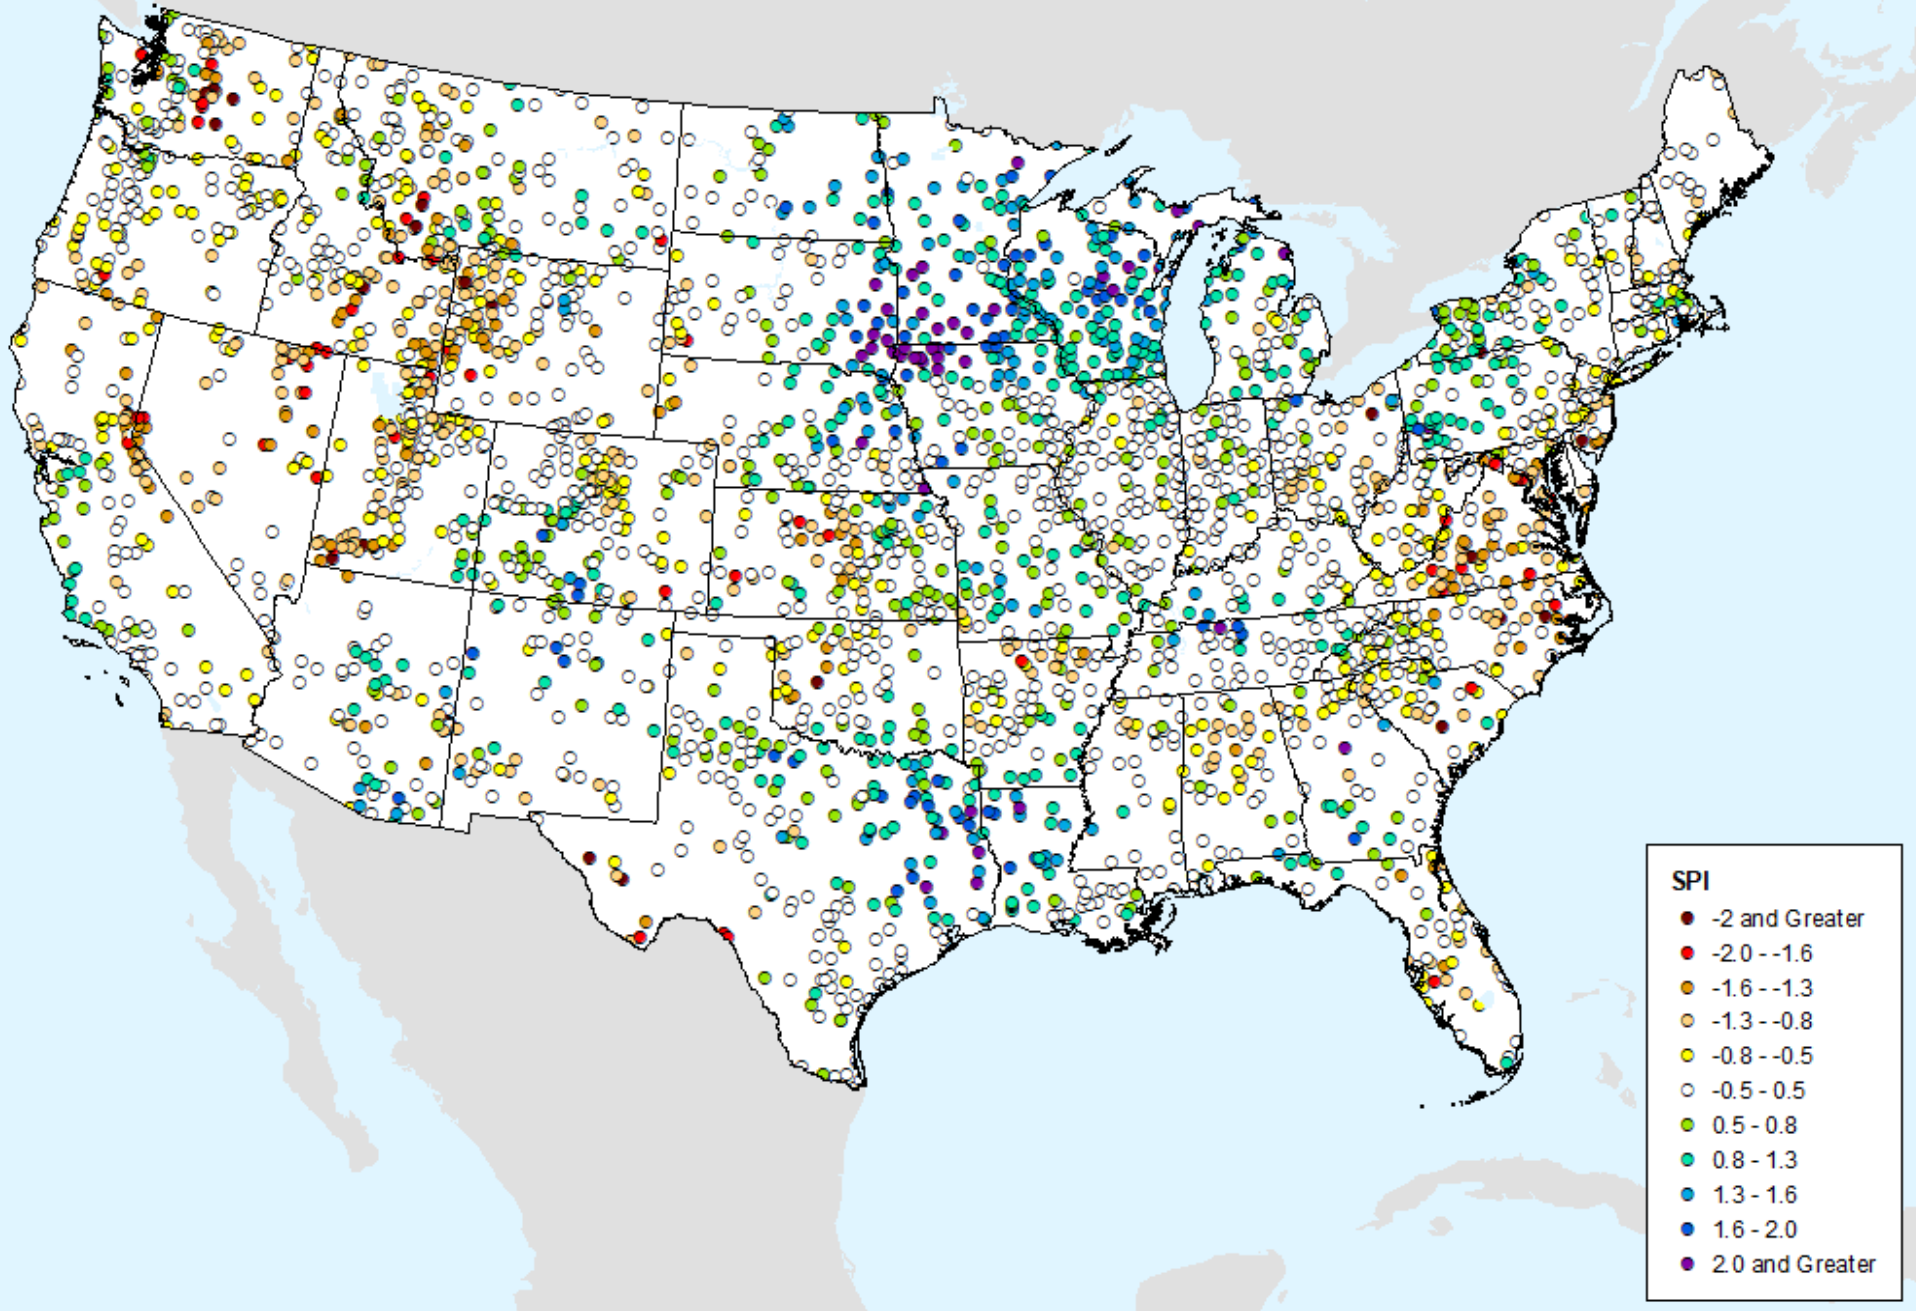 SPI
-2 and Greater
-2.0 - -1.6
-1.6 - -1.3
-1.3 - -0.8
-0.8 - -0.5
-0.5 - 0.5
0.5 - 0.8
0.8 - 1.3
1.3 - 1.6
1.6 - 2.0
2.0 and Greater